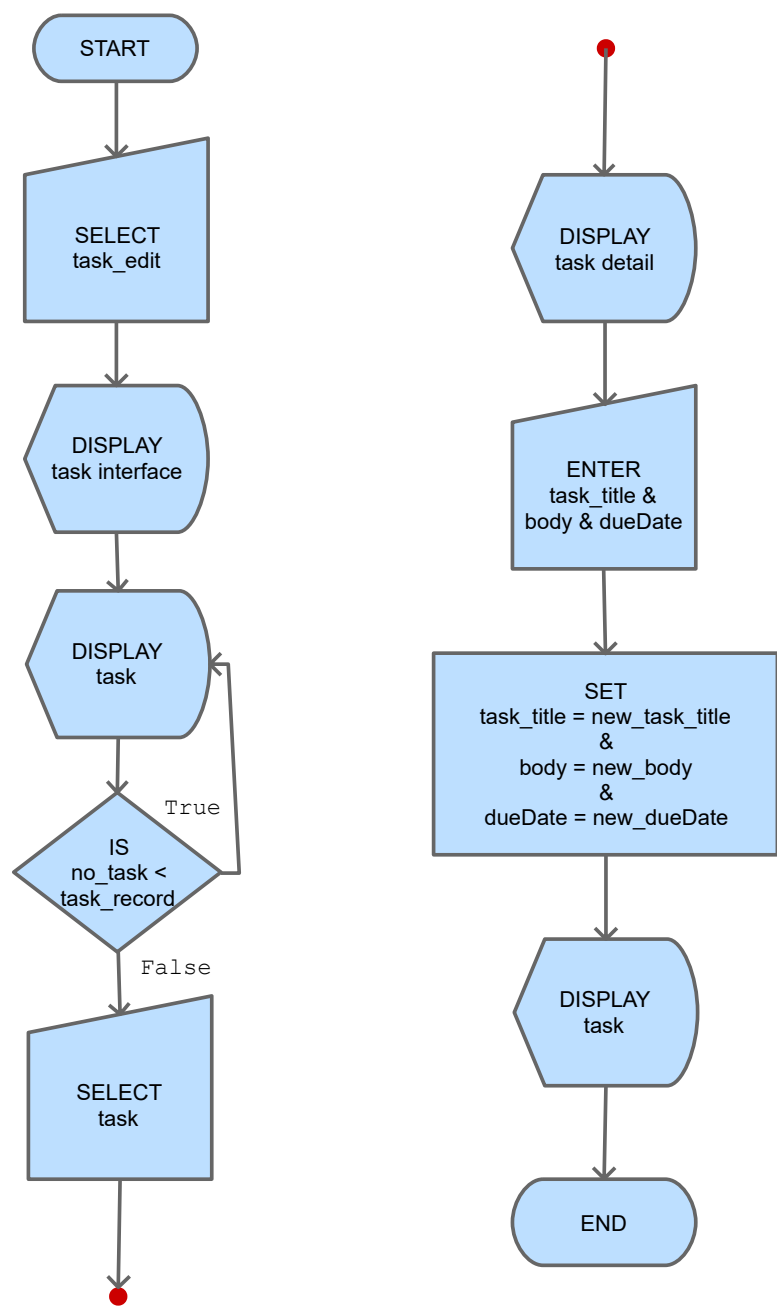 START
SELECT
task_edit
DISPLAY
task interface
DISPLAY
task
True
IS
no_task <
task_record
False
SELECT
task
DISPLAY
task detail
ENTER
task_title &
body & dueDate
SET
task_title = new_task_title
&
body = new_body
&
dueDate = new_dueDate
DISPLAY
task
END